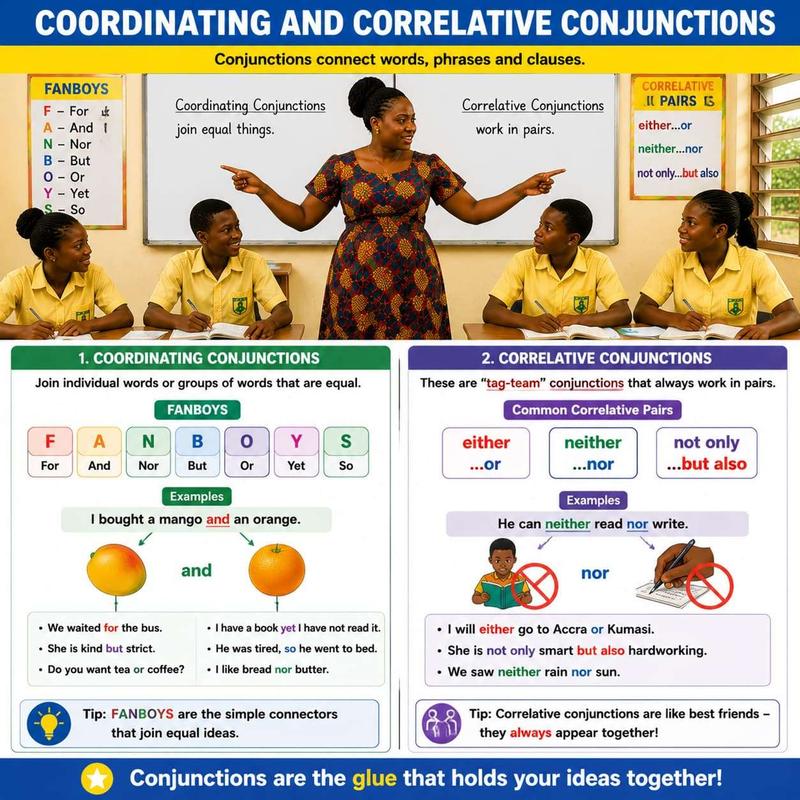 COORDINATING AND CORRELATIVE CONJUNCTIONS
Conjunctions connect words, phrases and clauses.
FANBOYS
F – For
A – And
N – Nor
B – But
O – Or
Y – Yet
S – So
Coordinating Conjunctions
join equal things.
Correlative Conjunctions
work in pairs.
CORRELATIVE
PAIRS
either...or
neither...nor
not only...but also
1. COORDINATING CONJUNCTIONS
Join individual words or groups of words that are equal.
FANBOYS
F A N B O Y S
For And Nor But Or Yet So
Examples
I bought a mango and an orange.
and
• We waited for the bus.
• She is kind but strict.
• Do you want tea or coffee?
• I have a book yet I have not read it.
• He was tired, so he went to bed.
• I like bread nor butter.
Tip: FANBOYS are the simple connectors
that join equal ideas.
2. CORRELATIVE CONJUNCTIONS
These are “tag-team” conjunctions that always work in pairs.
Common Correlative Pairs
either
...or
neither
...nor
not only
...but also
Examples
He can neither read nor write.
nor
• I will either go to Accra or Kumasi.
• She is not only smart but also hardworking.
• We saw neither rain nor sun.
Tip: Correlative conjunctions are like best friends –
they always appear together!
Conjunctions are the glue that holds your ideas together!